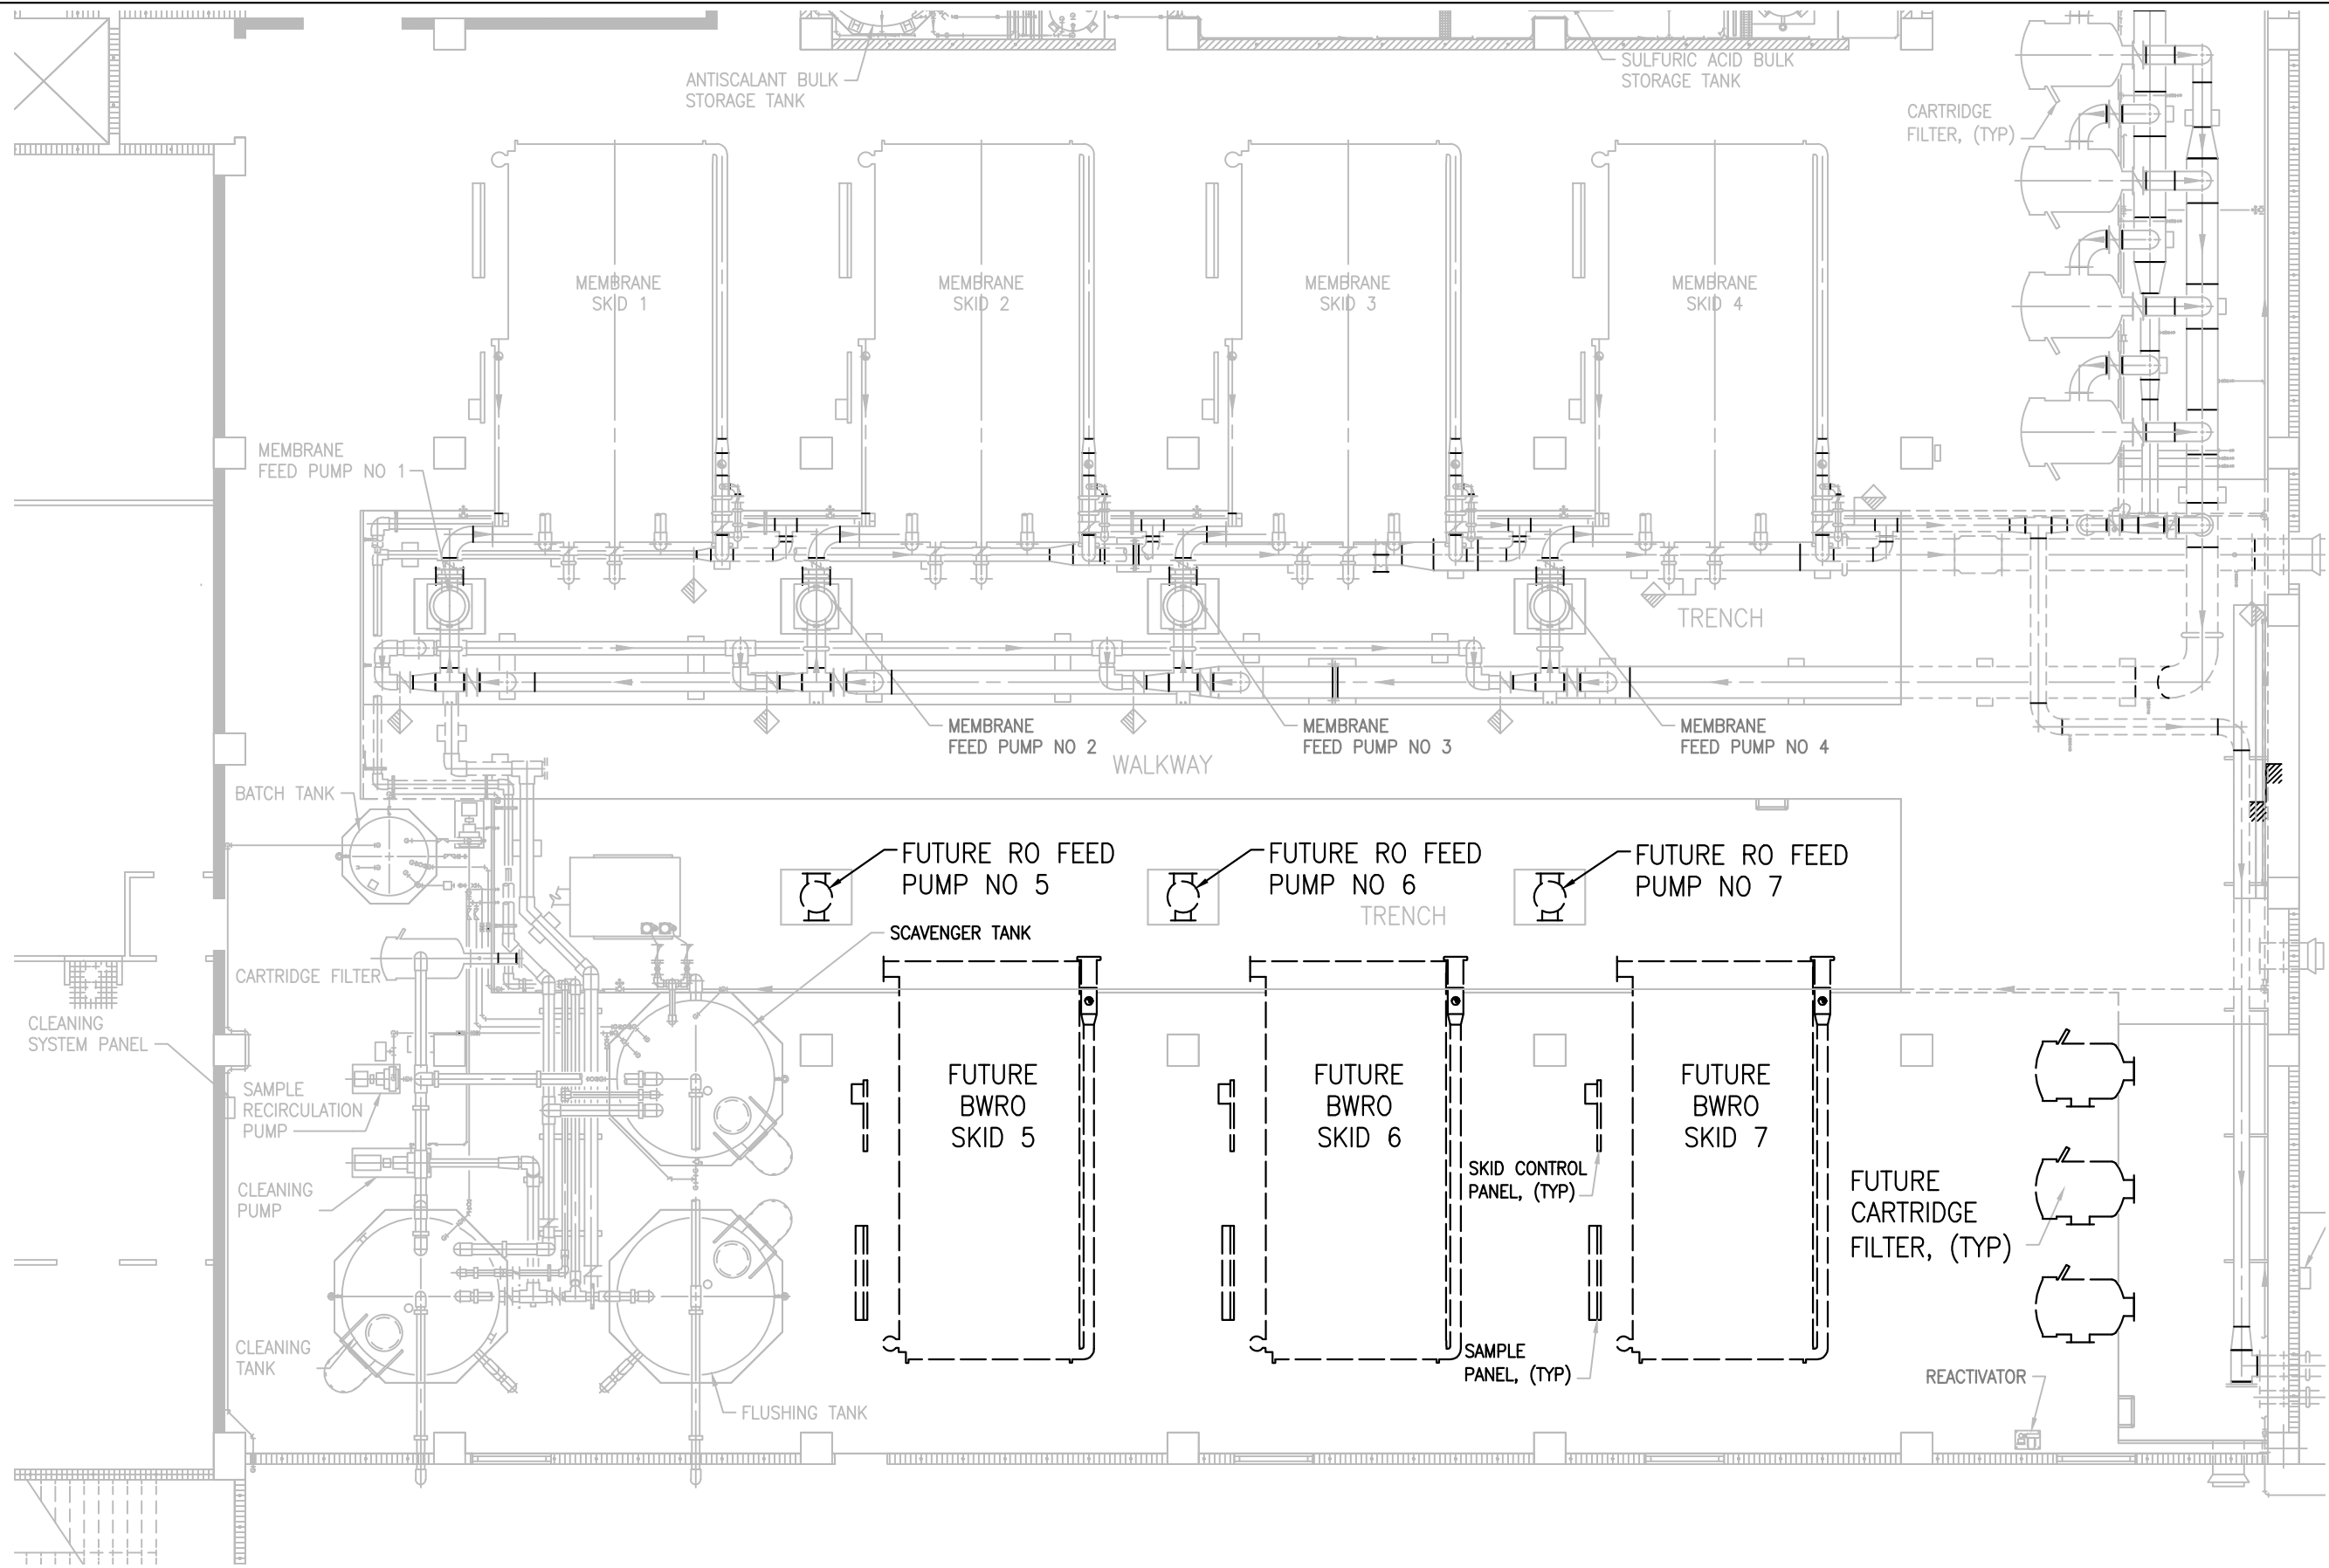 ANTISCALANT BULK
STORAGE TANK
SULFURIC ACID BULK
STORAGE TANK
CARTRIDGE
FILTER, (TYP)
MEMBRANE
SKID 1
MEMBRANE
SKID 2
MEMBRANE
SKID 3
MEMBRANE
SKID 4
MEMBRANE
FEED PUMP NO 1
TRENCH
MEMBRANE
FEED PUMP NO 2
MEMBRANE
FEED PUMP NO 3
MEMBRANE
FEED PUMP NO 4
WALKWAY
BATCH TANK
FUTURE RO FEED
PUMP NO 5
FUTURE RO FEED
PUMP NO 6
FUTURE RO FEED
PUMP NO 7
TRENCH
SCAVENGER TANK
CARTRIDGE FILTER
CLEANING
SYSTEM PANEL
SAMPLE
RECIRCULATION
PUMP
FUTURE
BWRO
SKID 5
FUTURE
BWRO
SKID 6
FUTURE
BWRO
SKID 7
SKID CONTROL
PANEL, (TYP)
FUTURE
CARTRIDGE
FILTER, (TYP)
CLEANING
PUMP
CLEANING
TANK
SAMPLE
PANEL, (TYP)
REACTIVATOR
FLUSHING TANK